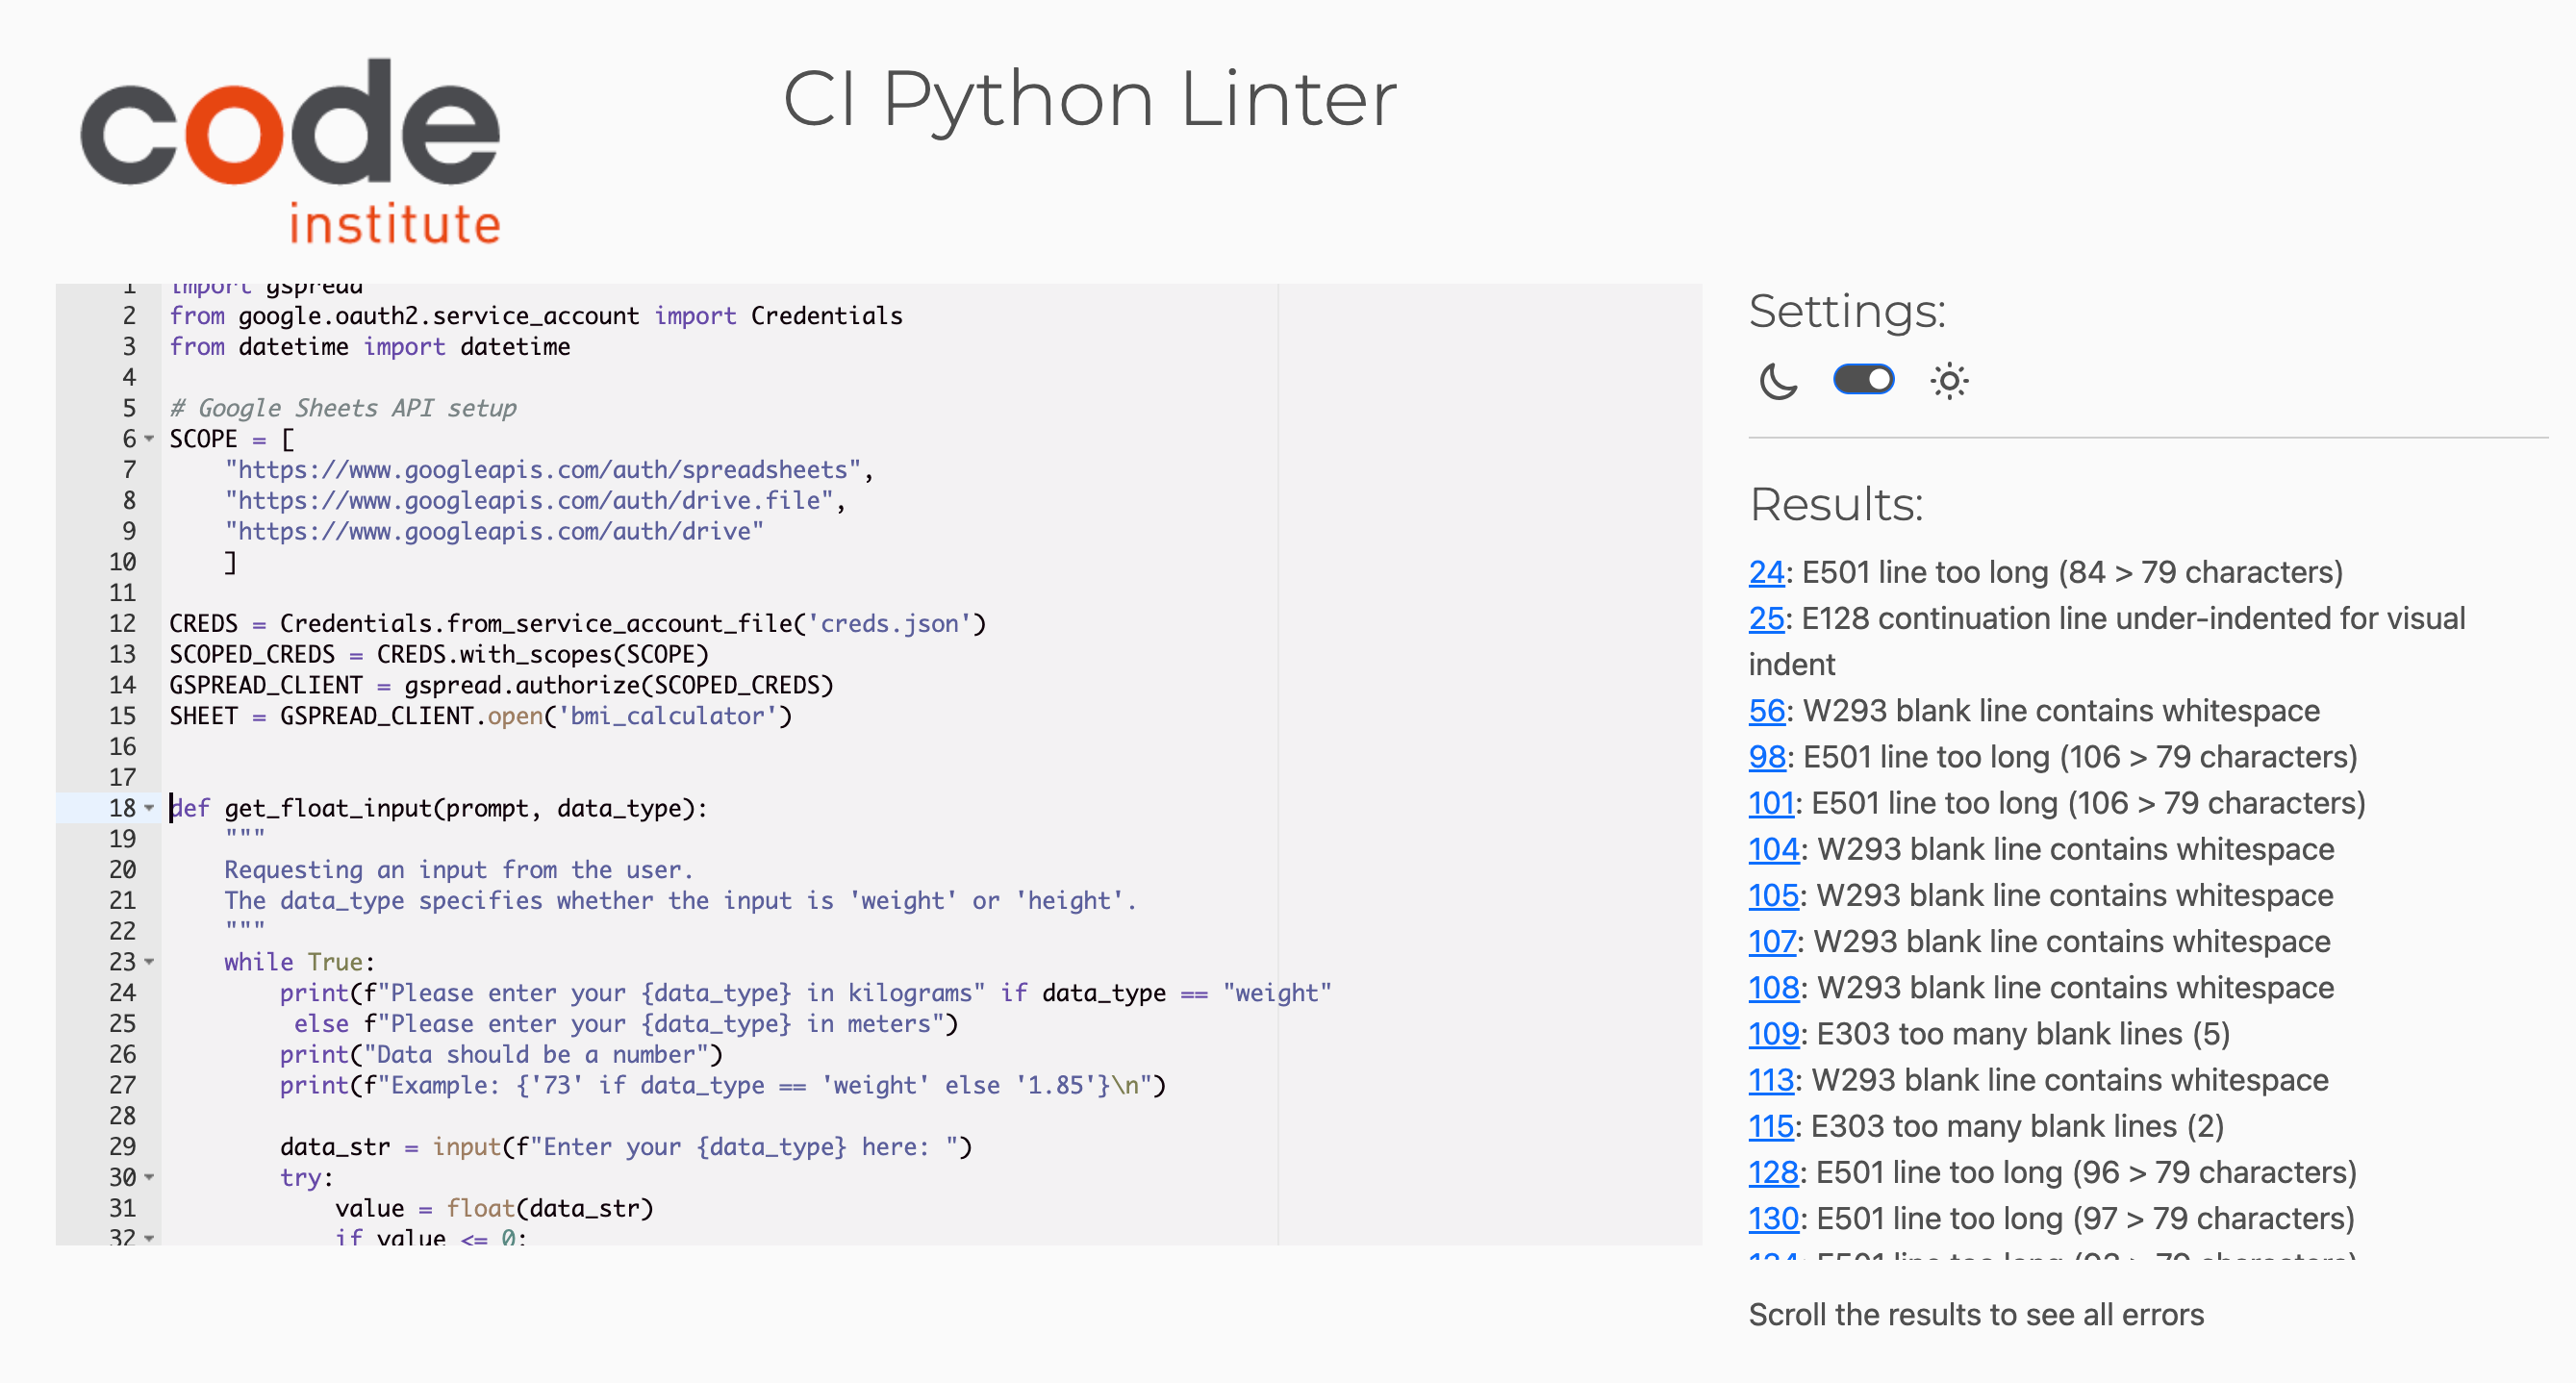 code
institute
CI Python Linter
1 import gspread
2 from google.oauth2.service_account import Credentials
3 from datetime import datetime
4
5 # Google Sheets API setup
6 SCOPE = [
7     "https://www.googleapis.com/auth/spreadsheets",
8     "https://www.googleapis.com/auth/drive.file",
9     "https://www.googleapis.com/auth/drive"
10     ]
11
12 CREDS = Credentials.from_service_account_file('creds.json')
13 SCOPED_CREDS = CREDS.with_scopes(SCOPE)
14 GSPREAD_CLIENT = gspread.authorize(SCOPED_CREDS)
15 SHEET = GSPREAD_CLIENT.open('bmi_calculator')
16
17
18 def get_float_input(prompt, data_type):
19     """
20     Requesting an input from the user.
21     The data_type specifies whether the input is 'weight' or 'height'.
22     """
23     while True:
24         print(f"Please enter your {data_type} in kilograms" if data_type == "weight"
25          else f"Please enter your {data_type} in meters")
26         print("Data should be a number")
27         print(f"Example: {'73' if data_type == 'weight' else '1.85'}\n")
28
29         data_str = input(f"Enter your {data_type} here: ")
30         try:
31             value = float(data_str)
32             if value <= 0:
Settings:
Results:
24: E501 line too long (84 > 79 characters)
25: E128 continuation line under-indented for visual
indent
56: W293 blank line contains whitespace
98: E501 line too long (106 > 79 characters)
101: E501 line too long (106 > 79 characters)
104: W293 blank line contains whitespace
105: W293 blank line contains whitespace
107: W293 blank line contains whitespace
108: W293 blank line contains whitespace
109: E303 too many blank lines (5)
113: W293 blank line contains whitespace
115: E303 too many blank lines (2)
128: E501 line too long (96 > 79 characters)
130: E501 line too long (97 > 79 characters)
E501 line too long > 79 characters)
Scroll the results to see all errors